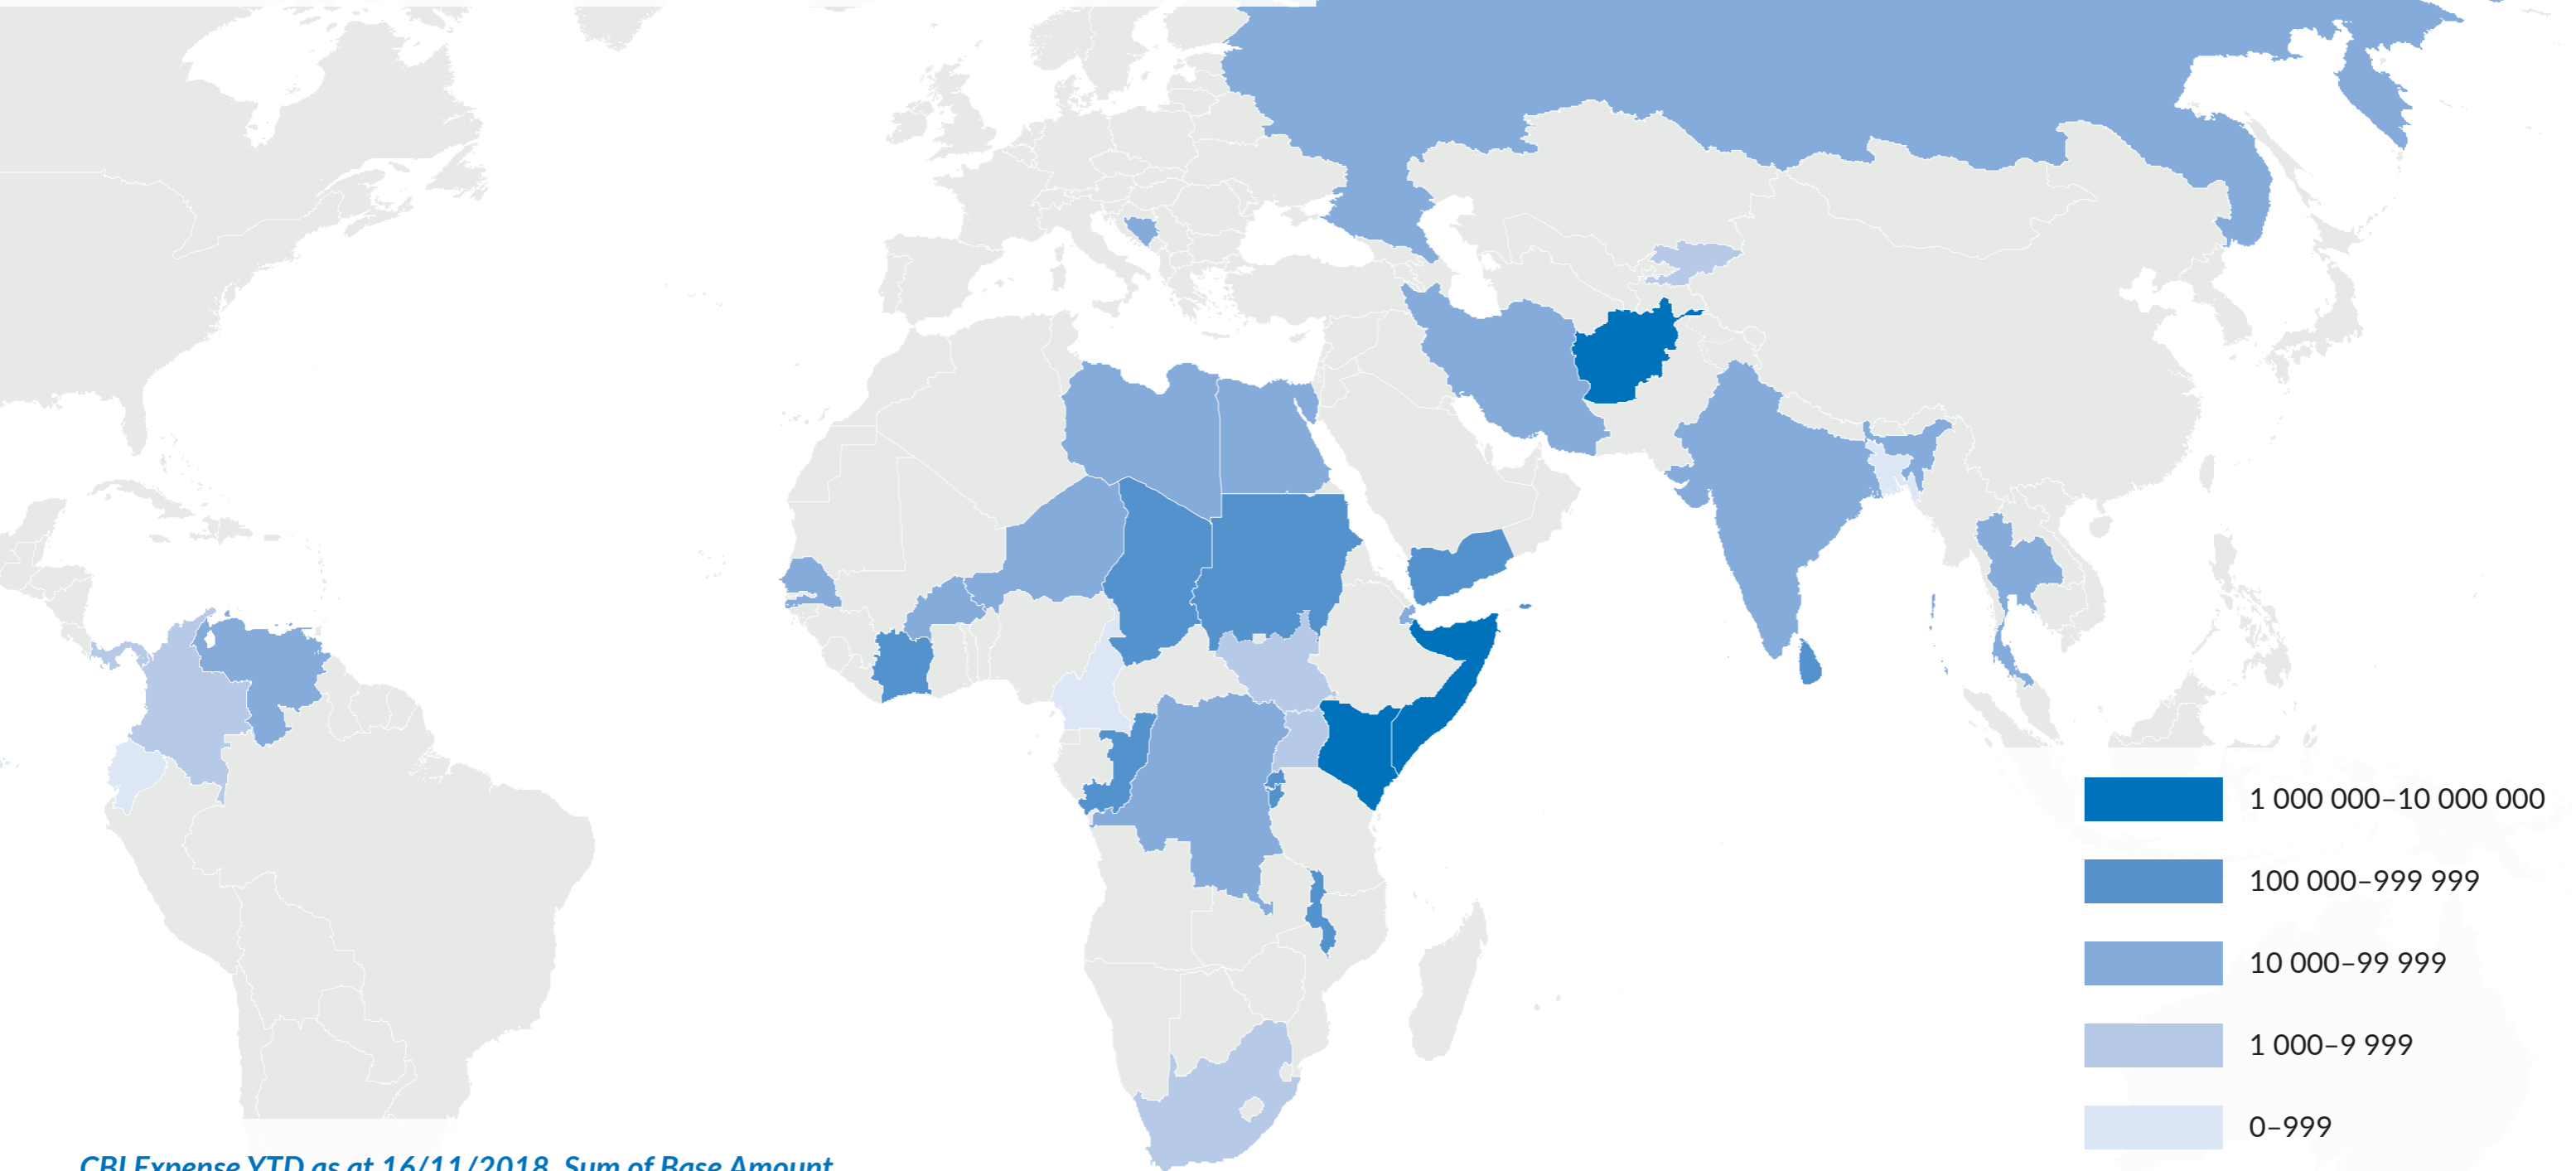 1 000 000–10 000 000
100 000–999 999
10 000–99 999
1 000–9 999
0–999
CBI Expense YTD as at 16/11/2018, Sum of Base Amount